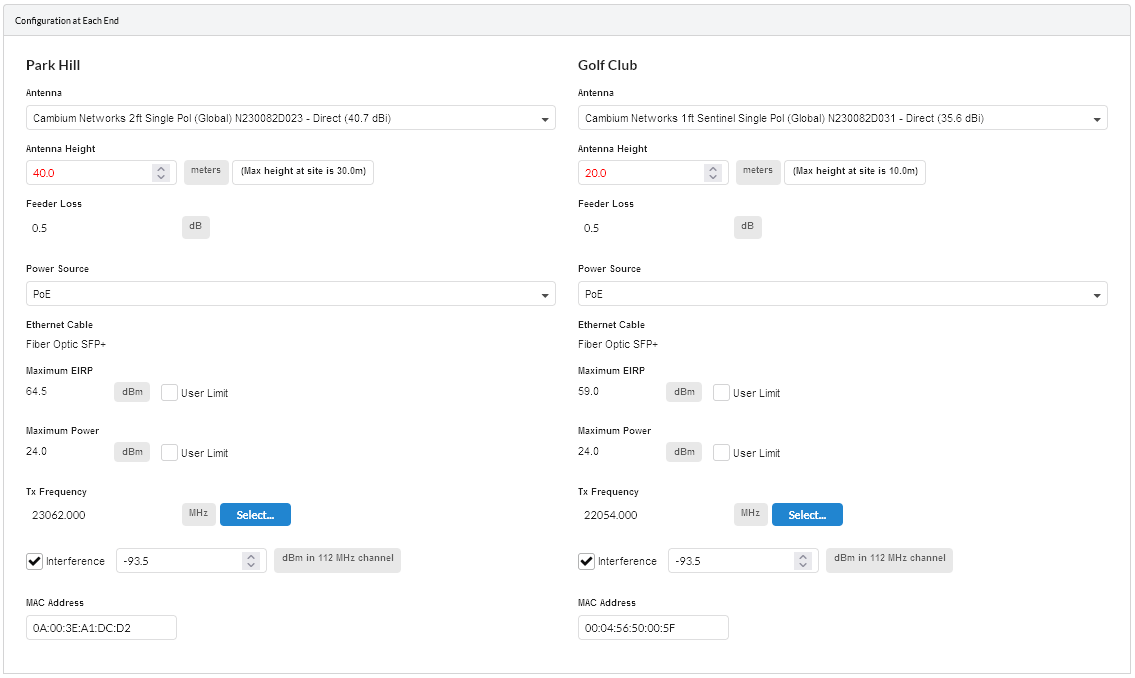 Configuration at Each End
Park Hill
Antenna
Cambium Networks 2ft Single Pol (Global) N230082D023 - Direct (40.7 dBi)
Antenna Height
40.0 meters (Max height at site is 30.0m)
Feeder Loss
0.5 dB
Power Source
PoE
Ethernet Cable
Fiber Optic SFP+
Maximum EIRP
64.5 dBm User Limit
Maximum Power
24.0 dBm User Limit
Tx Frequency
23062.000 MHz Select...
Interference -93.5 dBm in 112 MHz channel
MAC Address
0A:00:3E:A1:DC:D2
Golf Club
Antenna
Cambium Networks 1ft Sentinel Single Pol (Global) N230082D031 - Direct (35.6 dBi)
Antenna Height
20.0 meters (Max height at site is 10.0m)
Feeder Loss
0.5 dB
Power Source
PoE
Ethernet Cable
Fiber Optic SFP+
Maximum EIRP
59.0 dBm User Limit
Maximum Power
24.0 dBm User Limit
Tx Frequency
22054.000 MHz Select...
Interference -93.5 dBm in 112 MHz channel
MAC Address
00:04:56:50:00:5F